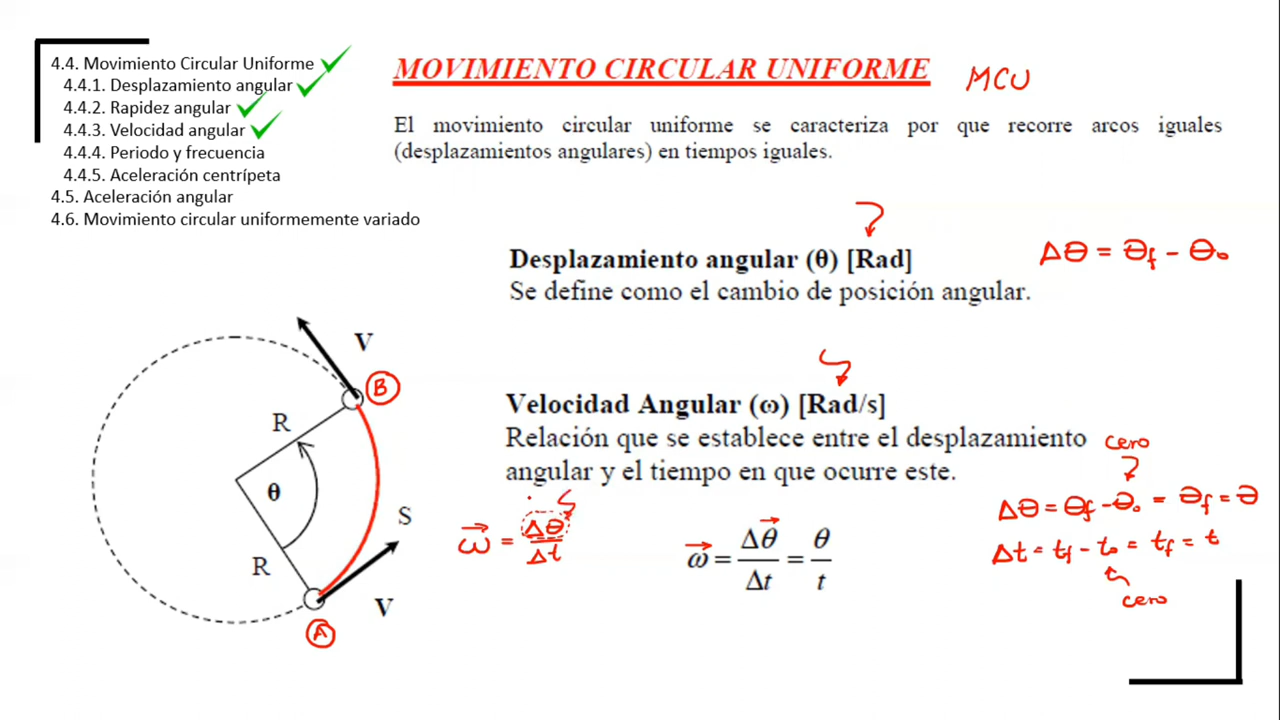 4.4. Movimiento Circular Uniforme
4.4.1. Desplazamiento angular
4.4.2. Rapidez angular
4.4.3. Velocidad angular
4.4.4. Periodo y frecuencia
4.4.5. Aceleración centrípeta
4.5. Aceleración angular
4.6. Movimiento circular uniformemente variado
MOVIMIENTO CIRCULAR UNIFORME
MCU
El movimiento circular uniforme se caracteriza por que recorre arcos iguales
(desplazamientos angulares) en tiempos iguales.
Desplazamiento angular (θ) [Rad]
Δθ = θf - θo
Se define como el cambio de posición angular.
V
B
R
θ
S
R
V
A
Velocidad Angular (ω) [Rad/s]
Relación que se establece entre el desplazamiento
angular y el tiempo en que ocurre este.
ω⃗ = Δθ / Δt
ω⃗ = Δθ⃗ / Δt = θ / t
cero
Δθ = θf - θo = θf = θ
Δt = tf - to = tf = t
cero